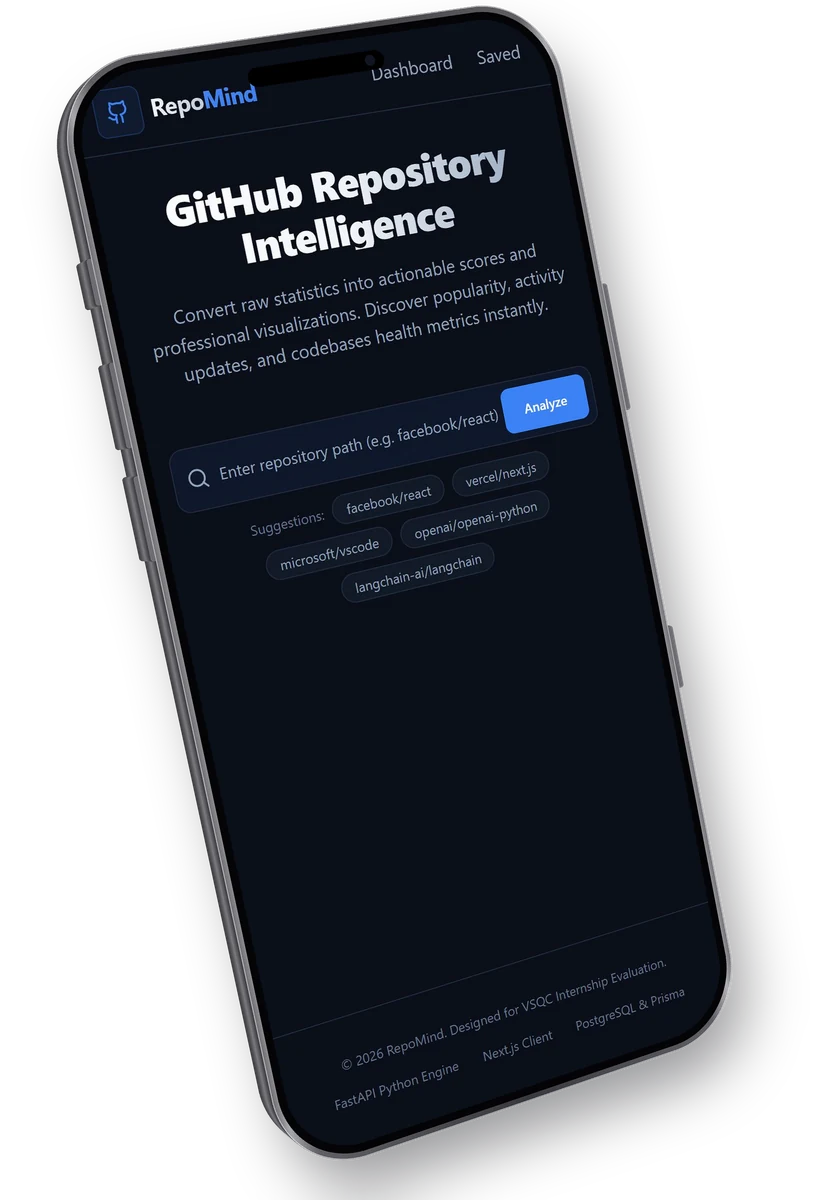 RepoMind
Dashboard
Saved
GitHub Repository
Intelligence
Convert raw statistics into actionable scores and
professional visualizations. Discover popularity, activity
updates, and codebases health metrics instantly.
Enter repository path (e.g. facebook/react)
Analyze
Suggestions:
facebook/react
vercel/next.js
microsoft/vscode
openai/openai-python
langchain-ai/langchain
© 2026 RepoMind. Designed for VSQC Internship Evaluation.
FastAPI Python Engine
Next.js Client
PostgreSQL & Prisma